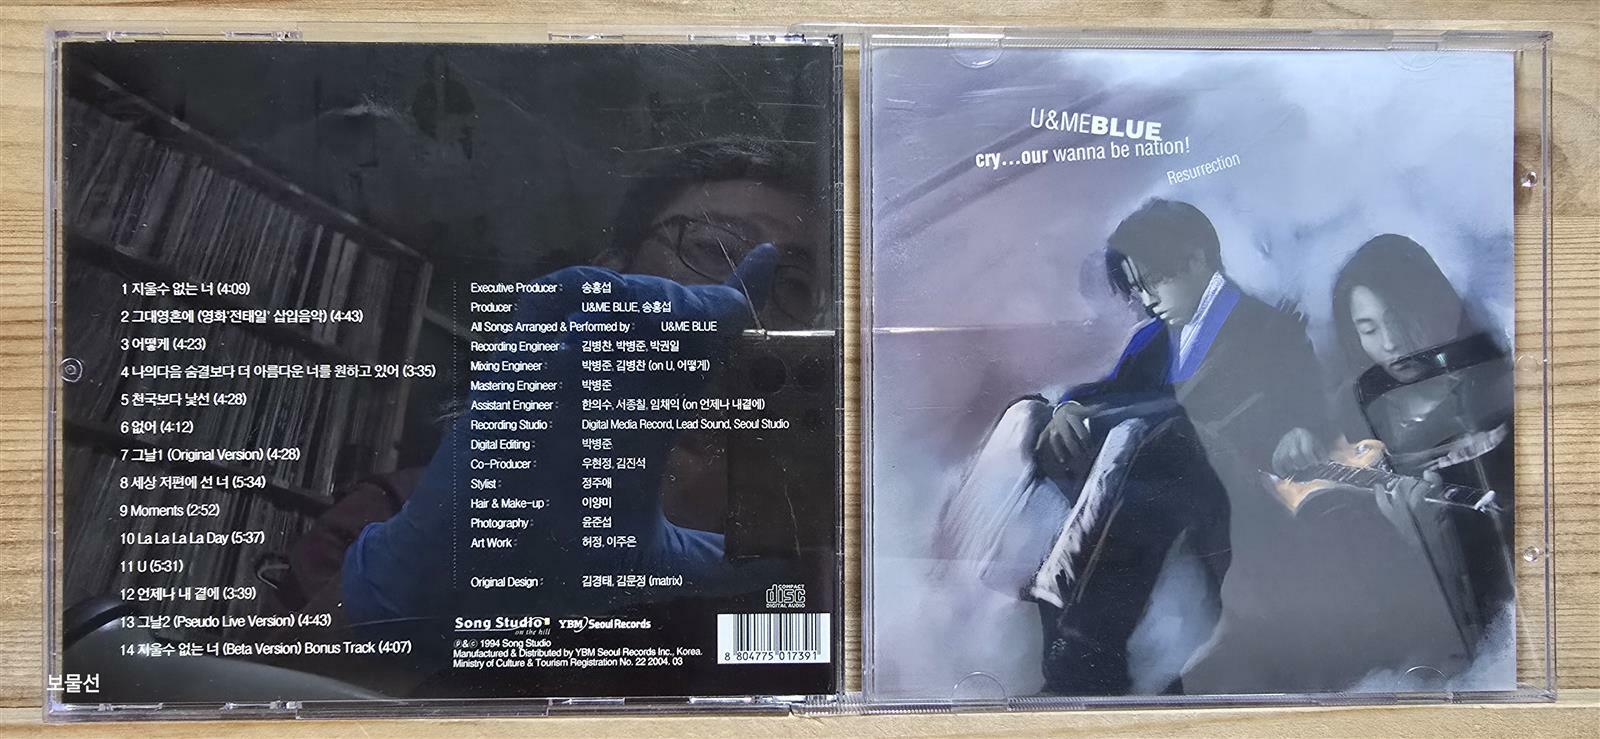 1 지울수 없는 너 (4:09)
2 그대영혼에 (영화'전태일' 삽입음악) (4:43)
3 어떻게 (4:23)
4 나의다음 숨결보다 더 아름다운 너를 원하고 있어 (3:35)
5 천국보다 낯선 (4:28)
6 없어 (4:12)
7 그날1 (Original Version) (4:28)
8 세상 저편에 선 너 (5:34)
9 Moments (2:52)
10 La La La La Day (5:37)
11 U (5:31)
12 언제나 내 곁에 (3:39)
13 그날2 (Pseudo Live Version) (4:43)
14 지울수 없는 너 (Beta Version) Bonus Track (4:07)
Executive Producer : 송홍섭
Producer : U&ME BLUE, 송홍섭
All Songs Arranged & Performed by : U&ME BLUE
Recording Engineer : 김병찬, 박병준, 박권일
Mixing Engineer : 박병준, 김병찬 (on U, 어떻게)
Mastering Engineer : 박병준
Assistant Engineer : 한의수, 서종칠, 임채익 (on 언제나 내곁에)
Recording Studio : Digital Media Record, Lead Sound, Seoul Studio
Digital Editing : 박병준
Co-Producer : 우현정, 김진석
Stylist : 정주애
Hair & Make-up : 이양미
Photography : 윤준섭
Art Work : 허정, 이주은
Original Design : 김경태, 김문정 (matrix)
COMPACT
disc
DIGITAL AUDIO
Song Studio
on the hill
YBM Seoul Records
℗&© 1994 Song Studio
Manufactured & Distributed by YBM Seoul Records Inc., Korea.
Ministry of Culture & Tourism Registration No. 22 2004. 03
8 804775 017391
보물선
U&MEBLUE
cry...our wanna be nation!
Resurrection